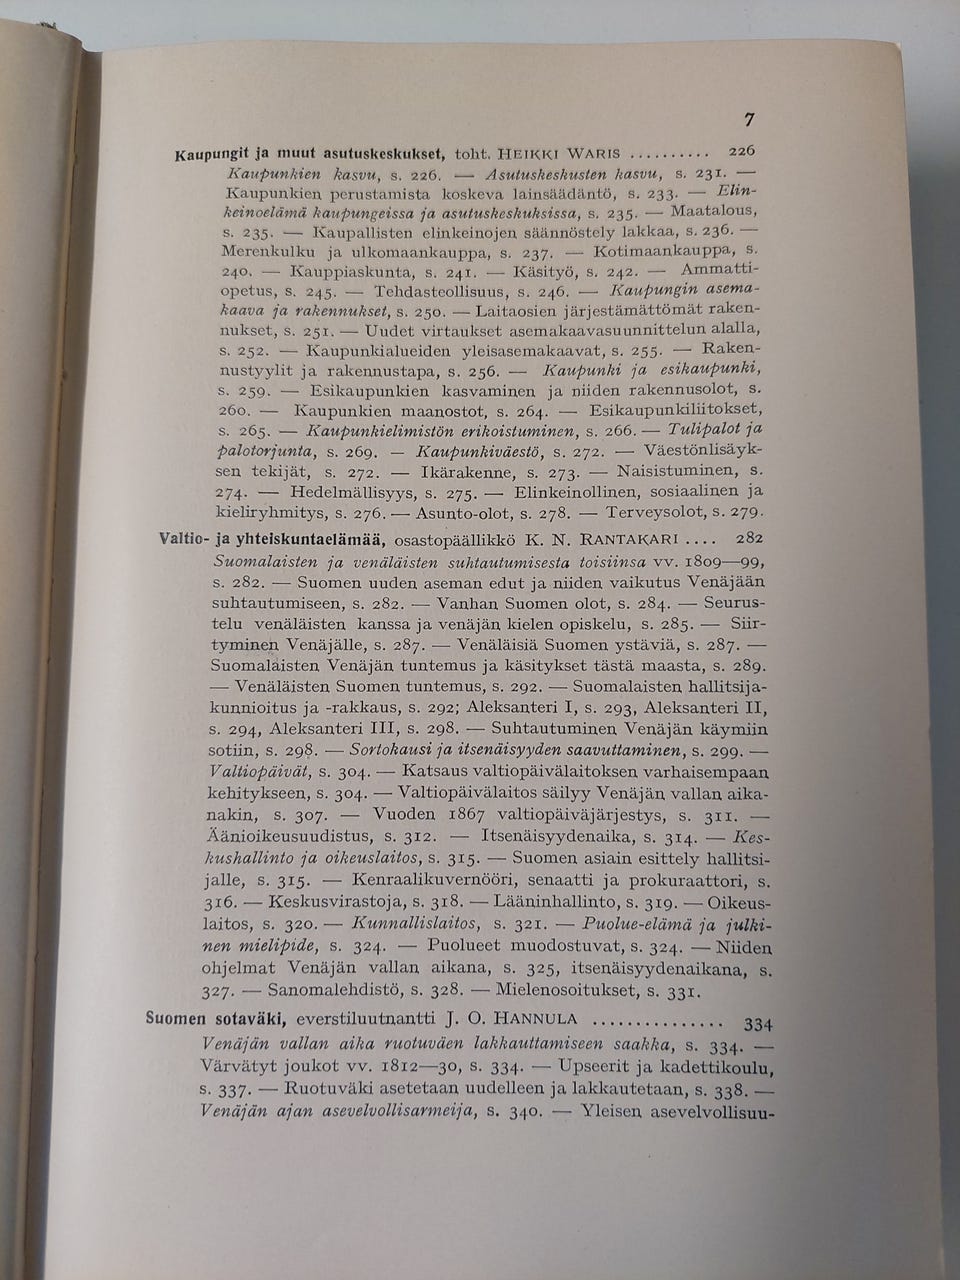 7
Kaupungit ja muut asutuskeskukset, toht. HEIKKI WARIS .......... 226
Kaupunkien kasvu, s. 226. — Asutuskeskusten kasvu, s. 231. —
Kaupunkien perustamista koskeva lainsäädäntö, s. 233. — Elin-
keinoelämä kaupungeissa ja asutuskeskuksissa, s. 235. — Maatalous,
s. 235. — Kaupallisten elinkeinojen säännöstely lakkaa, s. 236. —
Merenkulku ja ulkomaankauppa, s. 237. — Kotimaankauppa, s.
240. — Kauppiaskunta, s. 241. — Käsityö, s. 242. — Ammatti-
opetus, s. 245. — Tehdasteollisuus, s. 246. — Kaupungin asema-
kaava ja rakennukset, s. 250. — Laitaosien järjestämättömät raken-
nukset, s. 251. — Uudet virtaukset asemakaavasuunnittelun alalla,
s. 252. — Kaupunkialueiden yleisasemakaavat, s. 255. — Raken-
nustyylit ja rakennustapa, s. 256. — Kaupunki ja esikaupunki,
s. 259. — Esikaupunkien kasvaminen ja niiden rakennusolot, s.
260. — Kaupunkien maanostot, s. 264. — Esikaupunkiliitokset,
s. 265. — Kaupunkielimistön erikoistuminen, s. 266. — Tulipalot ja
palotorjunta, s. 269. — Kaupunkiväestö, s. 272. — Väestönlisäyk-
sen tekijät, s. 272. — Ikärakenne, s. 273. — Naisistuminen, s.
274. — Hedelmällisyys, s. 275. — Elinkeinollinen, sosiaalinen ja
kieliryhmitys, s. 276. — Asunto-olot, s. 278. — Terveysolot, s. 279.
Valtio- ja yhteiskuntaelämää, osastopäällikkö K. N. RANTAKARI .... 282
Suomalaisten ja venäläisten suhtautumisesta toisiinsa vv. 1809—99,
s. 282. — Suomen uuden aseman edut ja niiden vaikutus Venäjään
suhtautumiseen, s. 282. — Vanhan Suomen olot, s. 284. — Seurus-
telu venäläisten kanssa ja venäjän kielen opiskelu, s. 285. — Siir-
tyminen Venäjälle, s. 287. — Venäläisiä Suomen ystäviä, s. 287. —
Suomalaisten Venäjän tuntemus ja käsitykset tästä maasta, s. 289.
— Venäläisten Suomen tuntemus, s. 292. — Suomalaisten hallitsija-
kunnioitus ja -rakkaus, s. 292; Aleksanteri I, s. 293, Aleksanteri II,
s. 294, Aleksanteri III, s. 298. — Suhtautuminen Venäjän käymiin
sotiin, s. 298. — Sortokausi ja itsenäisyyden saavuttaminen, s. 299. —
Valtiopäivät, s. 304. — Katsaus valtiopäivälaitoksen varhaisempaan
kehitykseen, s. 304. — Valtiopäivälaitos säilyy Venäjän vallan aika-
nakin, s. 307. — Vuoden 1867 valtiopäiväjärjestys, s. 311. —
Äänioikeusuudistus, s. 312. — Itsenäisyydenaika, s. 314. — Kes-
kushallinto ja oikeuslaitos, s. 315. — Suomen asiain esittely hallitsi-
jalle, s. 315. — Kenraalikuvernööri, senaatti ja prokuraattori, s.
316. — Keskusvirastoja, s. 318. — Lääninhallinto, s. 319. — Oikeus-
laitos, s. 320. — Kunnallislaitos, s. 321. — Puolue-elämä ja julki-
nen mielipide, s. 324. — Puolueet muodostuvat, s. 324. — Niiden
ohjelmat Venäjän vallan aikana, s. 325, itsenäisyydenaikana, s.
327. — Sanomalehdistö, s. 328. — Mielenosoitukset, s. 331.
Suomen sotaväki, everstiluutnantti J. O. HANNULA ............... 334
Venäjän vallan aika ruotuväen lakkauttamiseen saakka, s. 334. —
Värvätyt joukot vv. 1812—30, s. 334. — Upseerit ja kadettikoulu,
s. 337. — Ruotuväki asetetaan uudelleen ja lakkautetaan, s. 338. —
Venäjän ajan asevelvollisarmeija, s. 340. — Yleisen asevelvollisuu-